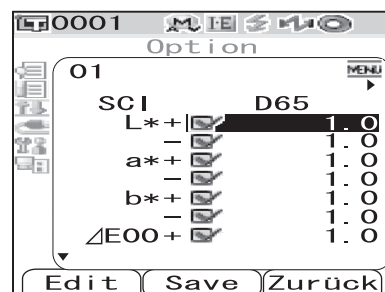 0001 M I·E
Option
01 MENU
SCI D65
L*+ 1.0
− 1.0
a*+ 1.0
− 1.0
b*+ 1.0
− 1.0
⊿E00+ 1.0
Edit Save Zurück